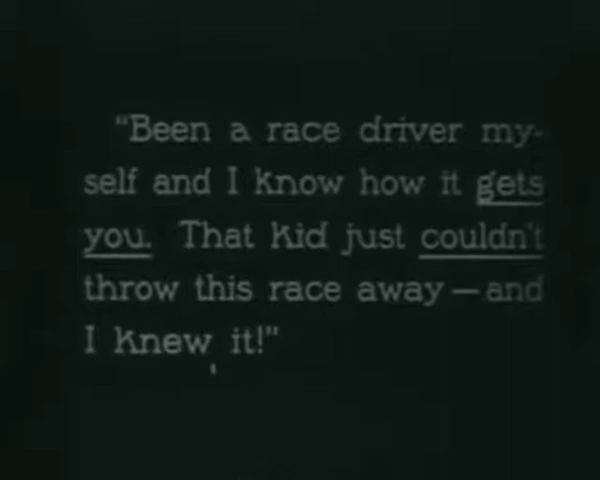 "Been a race driver my-
self and I know how it gets
you. That kid just couldn't
throw this race away—and
I knew it!"